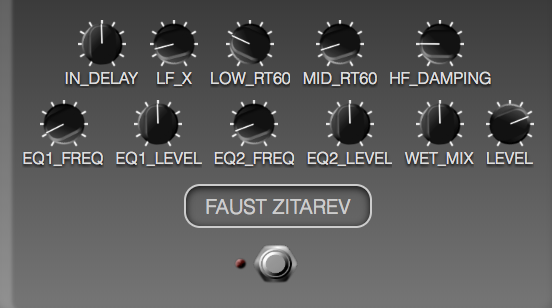 IN_DELAY LF_X LOW_RT60 MID_RT60 HF_DAMPING
EQ1_FREQ EQ1_LEVEL EQ2_FREQ EQ2_LEVEL WET_MIX LEVEL
FAUST ZITAREV